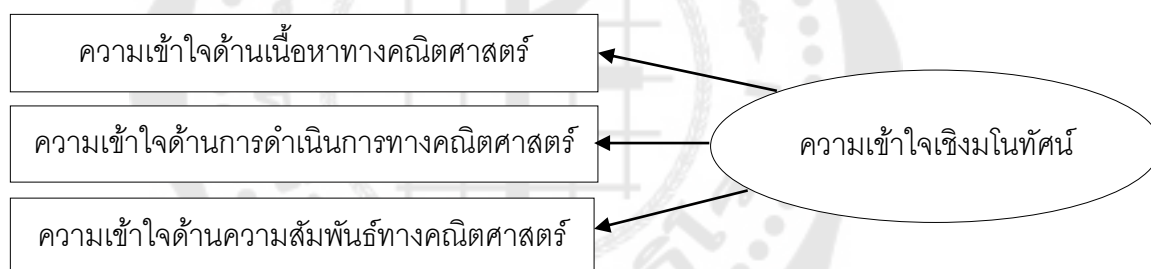 ความเข้าใจด้านเนื้อหาทางคณิตศาสตร์
ความเข้าใจด้านการดำเนินการทางคณิตศาสตร์
ความเข้าใจเชิงมโนทัศน์
ความเข้าใจด้านความสัมพันธ์ทางคณิตศาสตร์